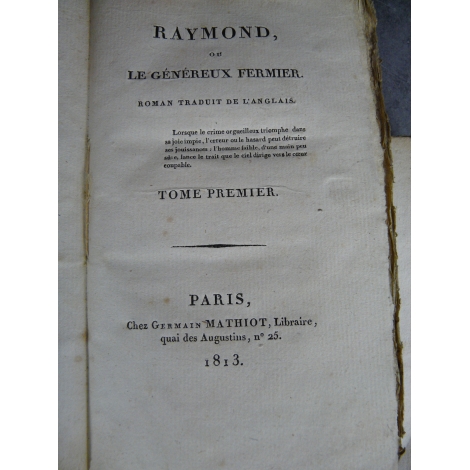 RAYMOND,
OU
LE GÉNÉREUX FERMIER.
ROMAN TRADUIT DE L'ANGLAIS.
Lorsque le crime orgueilleux triomphe dans
sa joie impie, l'erreur ou le hasard peut détruire
ses jouissances : l'homme foible, d'une main peu
sûre, lance le trait que le ciel dirige vers le cœur
coupable.
TOME PREMIER.
PARIS,
Chez GERMAIN MATHIOT, Libraire,
quai des Augustins, nº 25.
1813.